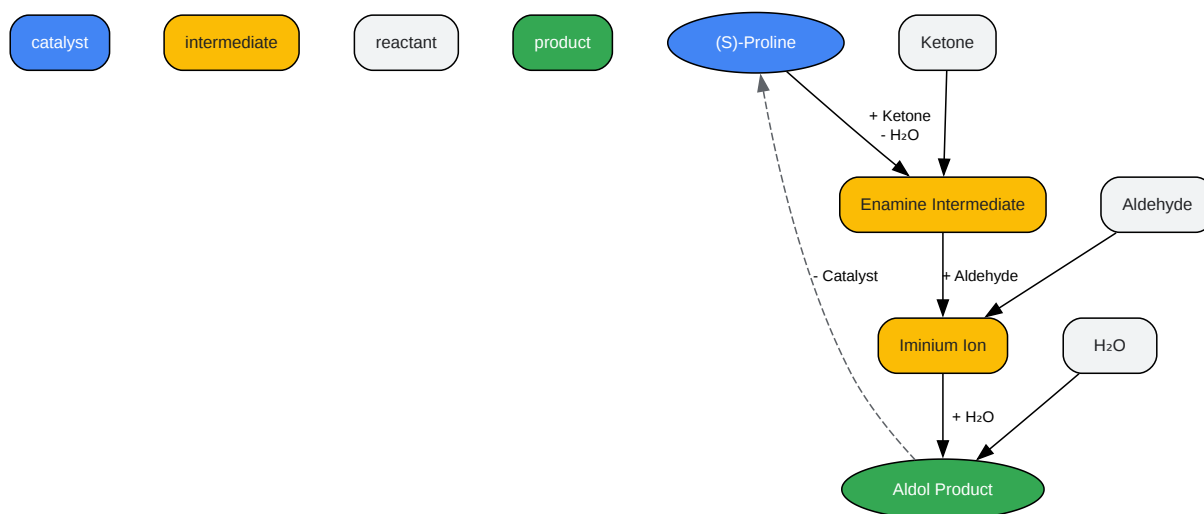 catalyst
intermediate
reactant
product
(S)-Proline
Ketone
+ Ketone
- H₂O
Enamine Intermediate
Aldehyde
- Catalyst
+ Aldehyde
Iminium Ion
H₂O
+ H₂O
Aldol Product